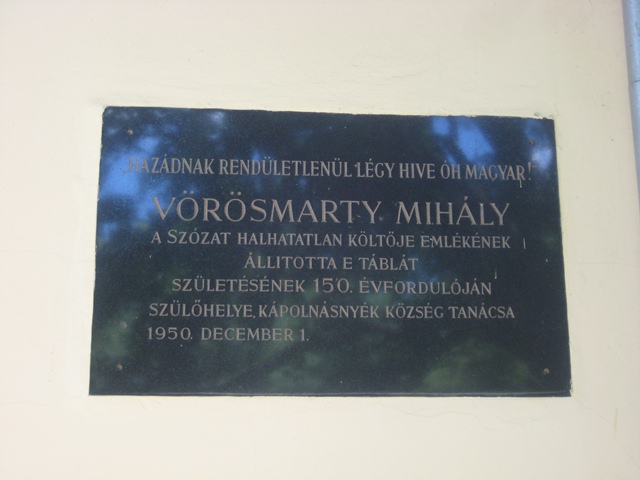 HAZÁDNAK RENDÜLETLENÜL LÉGY HIVE ÓH MAGYAR!
VÖRÖSMARTY MIHÁLY
A SZÓZAT HALHATATLAN KÖLTŐJE EMLÉKÉNEK
ÁLLITOTTA E TÁBLÁT
SZÜLETÉSÉNEK 150. ÉVFORDULÓJÁN
SZÜLŐHELYE, KÁPOLNÁSNYÉK KÖZSÉG TANÁCSA
1950. DECEMBER 1.